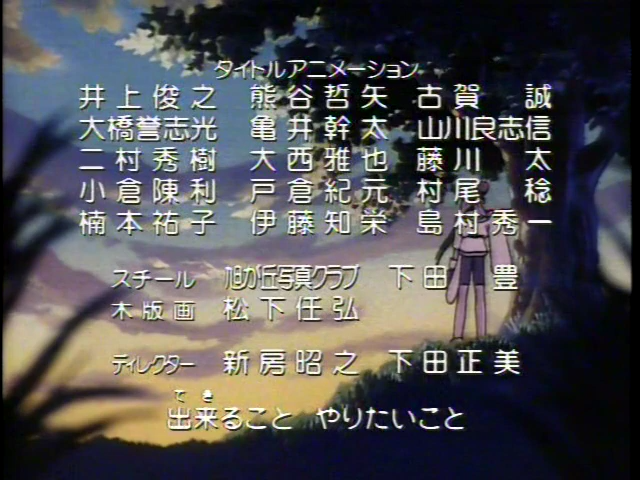 タイトルアニメーション
井上俊之 熊谷哲矢 古賀 誠
大橋誉志光 亀井幹太 山川良志信
二村秀樹 大西雅也 藤川 太
小倉陳利 戸倉紀元 村尾 稔
楠本祐子 伊藤知栄 島村秀一
スチール 旭が丘写真クラブ 下田 豊
木版画 松下任弘
ディレクター 新房昭之 下田正美
でき
出来ること やりたいこと